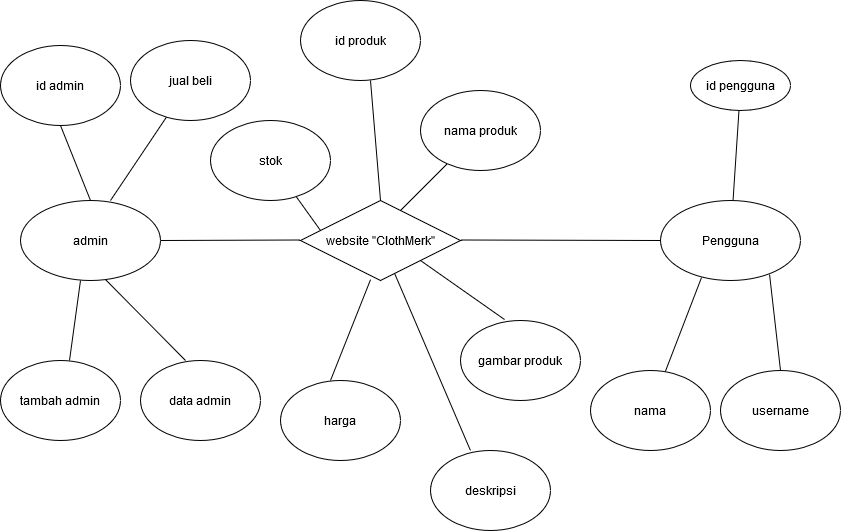 id produk
id admin
jual beli
id pengguna
nama produk
stok
admin
website "ClothMerk"
Pengguna
gambar produk
tambah admin
data admin
harga
nama
username
deskripsi